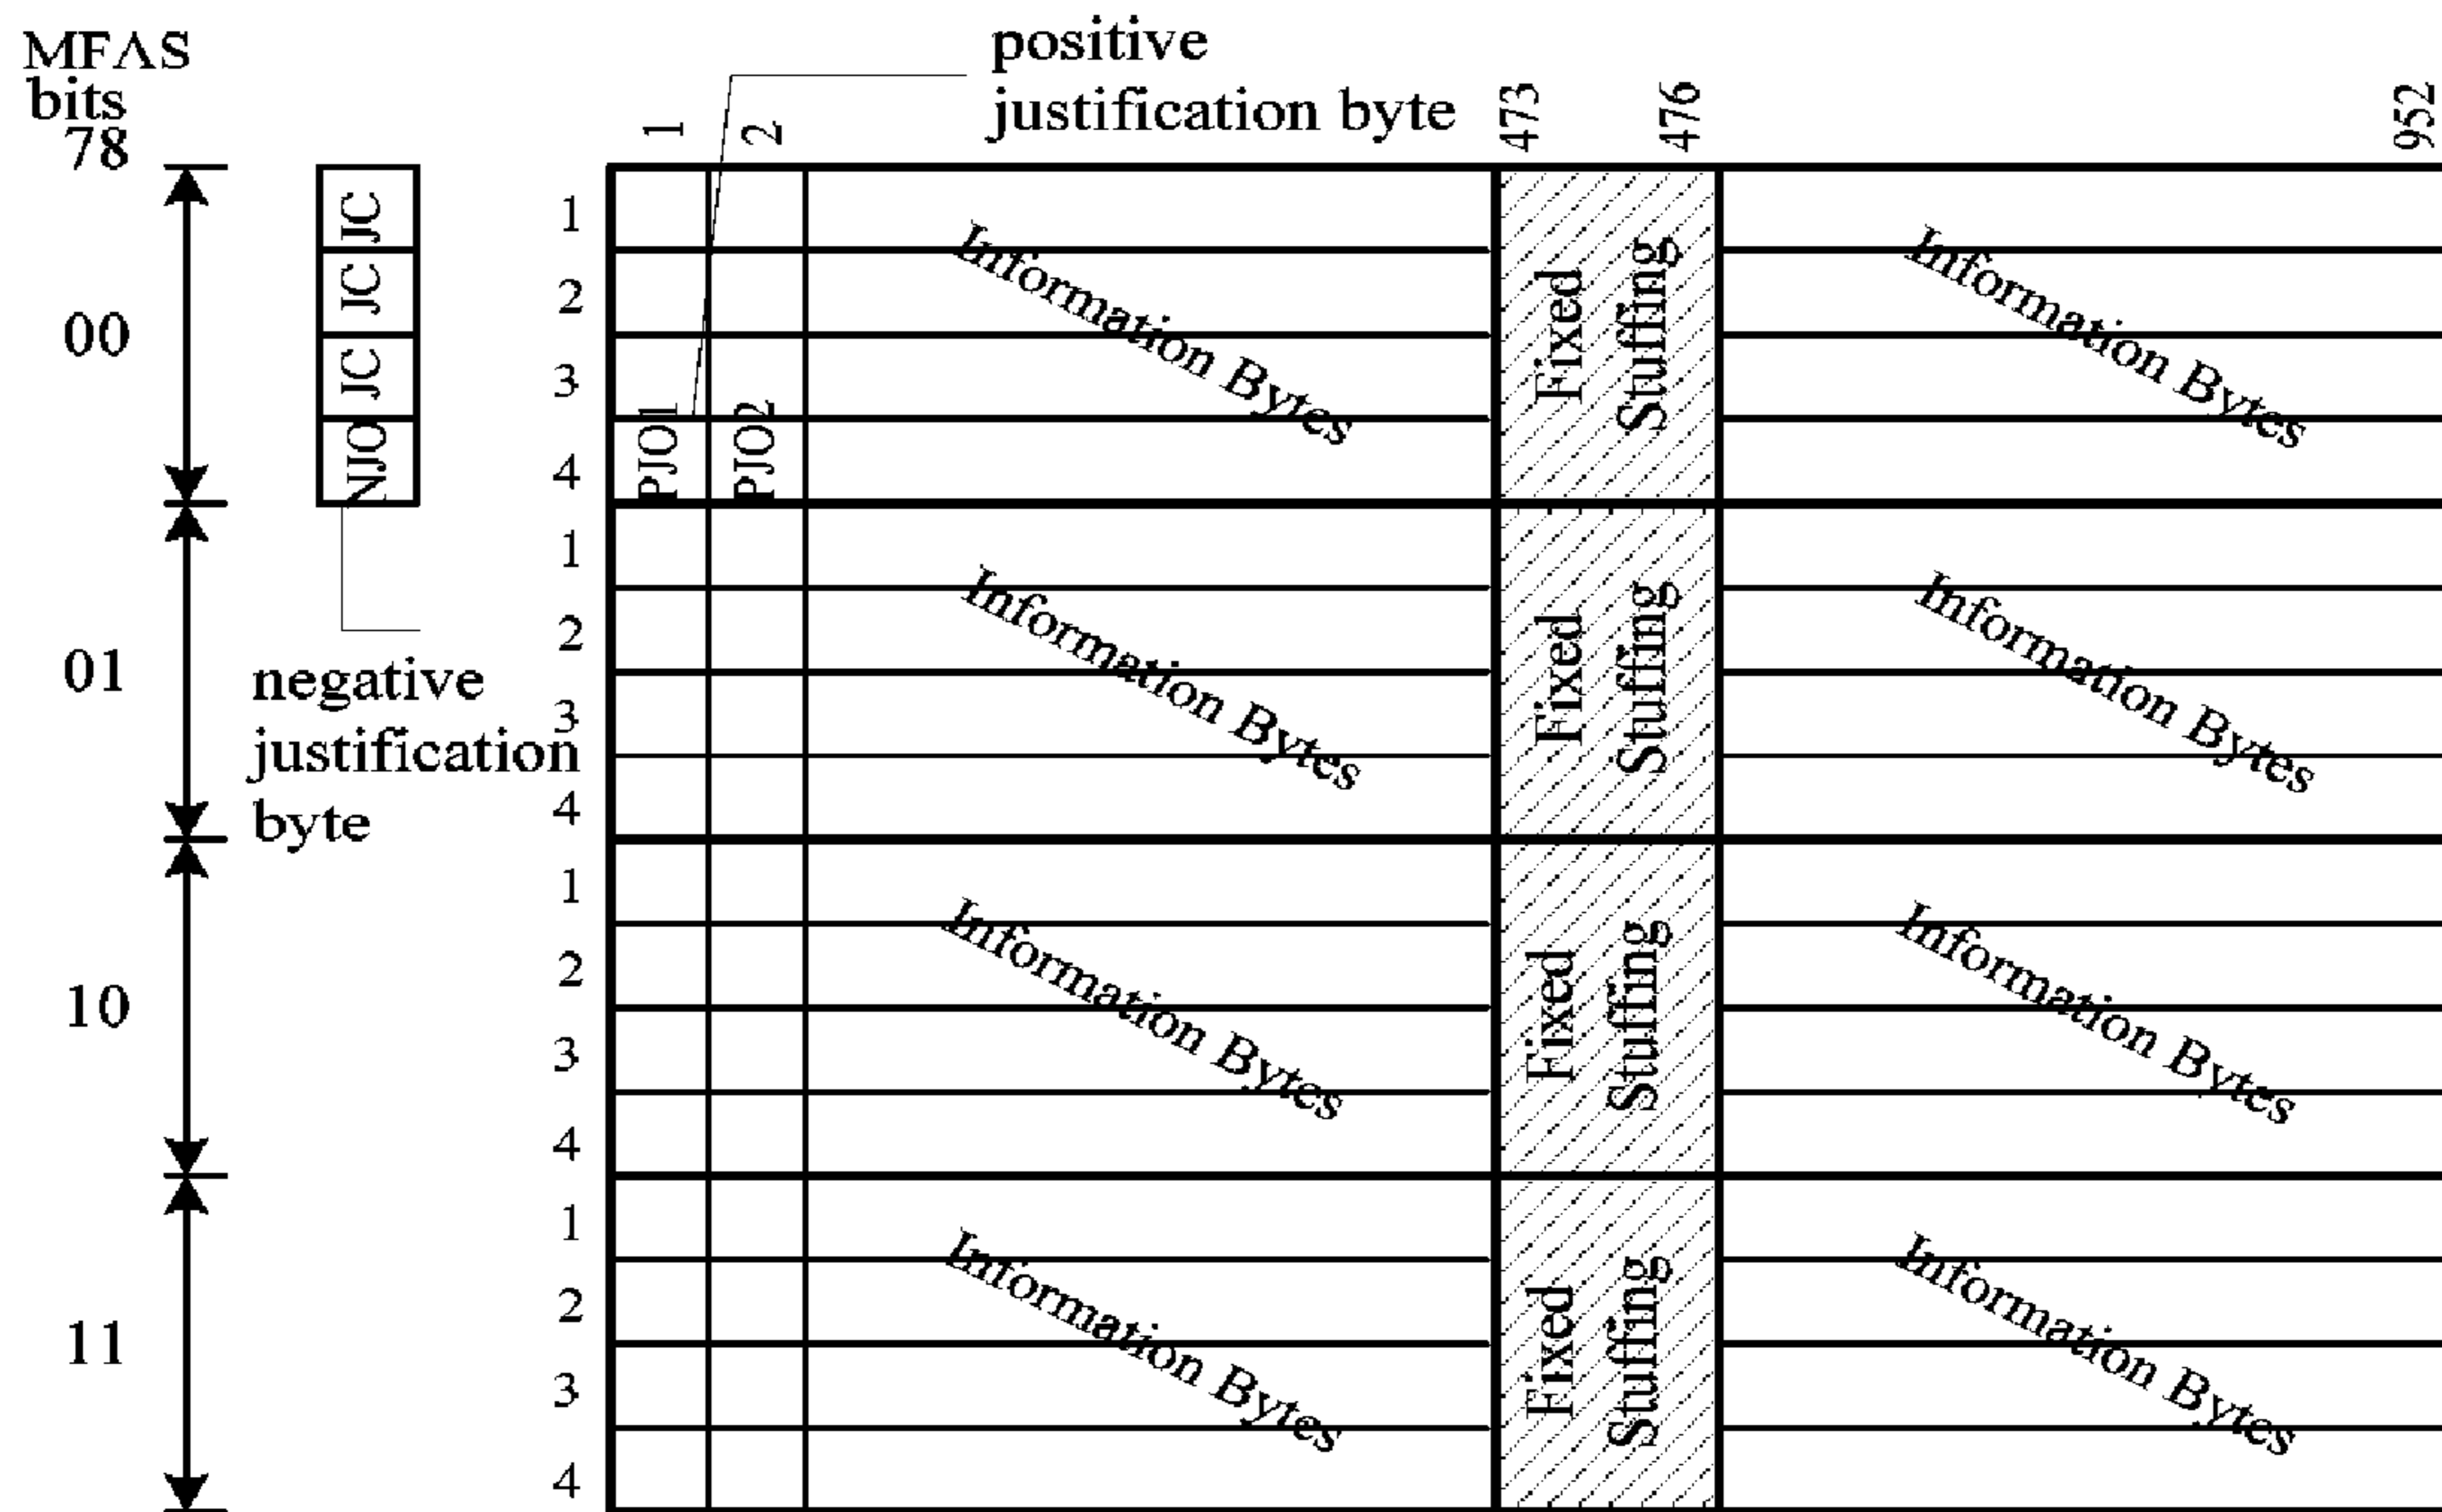 MFAS
bits
78
positive
justification byte
1
2
473
476
952
00
JC
JC
JC
NJO
1
2
3
4
PJO1
PJO2
Information Bytes
Fixed
Stuffing
Information Bytes
01
negative
justification
byte
1
2
3
4
Information Bytes
Fixed
Stuffing
Information Bytes
10
1
2
3
4
Information Bytes
Fixed
Stuffing
Information Bytes
11
1
2
3
4
Information Bytes
Fixed
Stuffing
Information Bytes